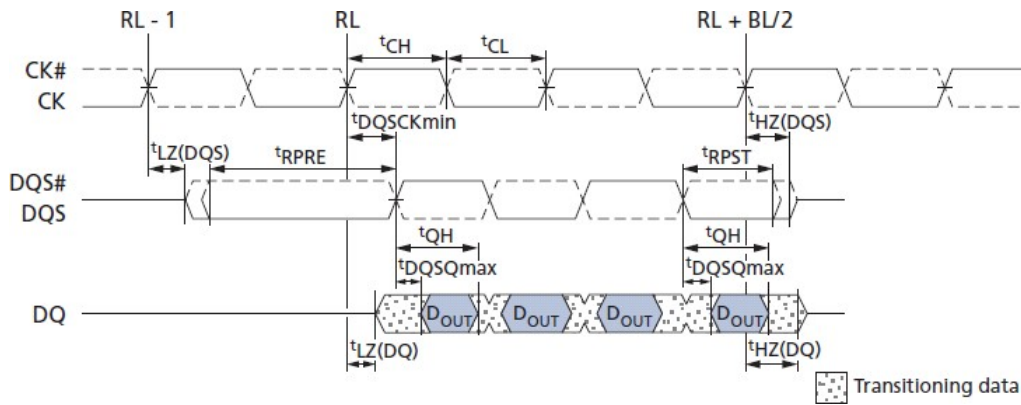 RL - 1 RL RL + BL/2
tCH tCL
CK#
CK
tDQSCKmin tHZ(DQS)
tLZ(DQS) tRPRE tRPST
DQS#
DQS
tQH tQH
tDQSQmax tDQSQmax
DQ DOUT DOUT DOUT DOUT
tLZ(DQ) tHZ(DQ)
Transitioning data